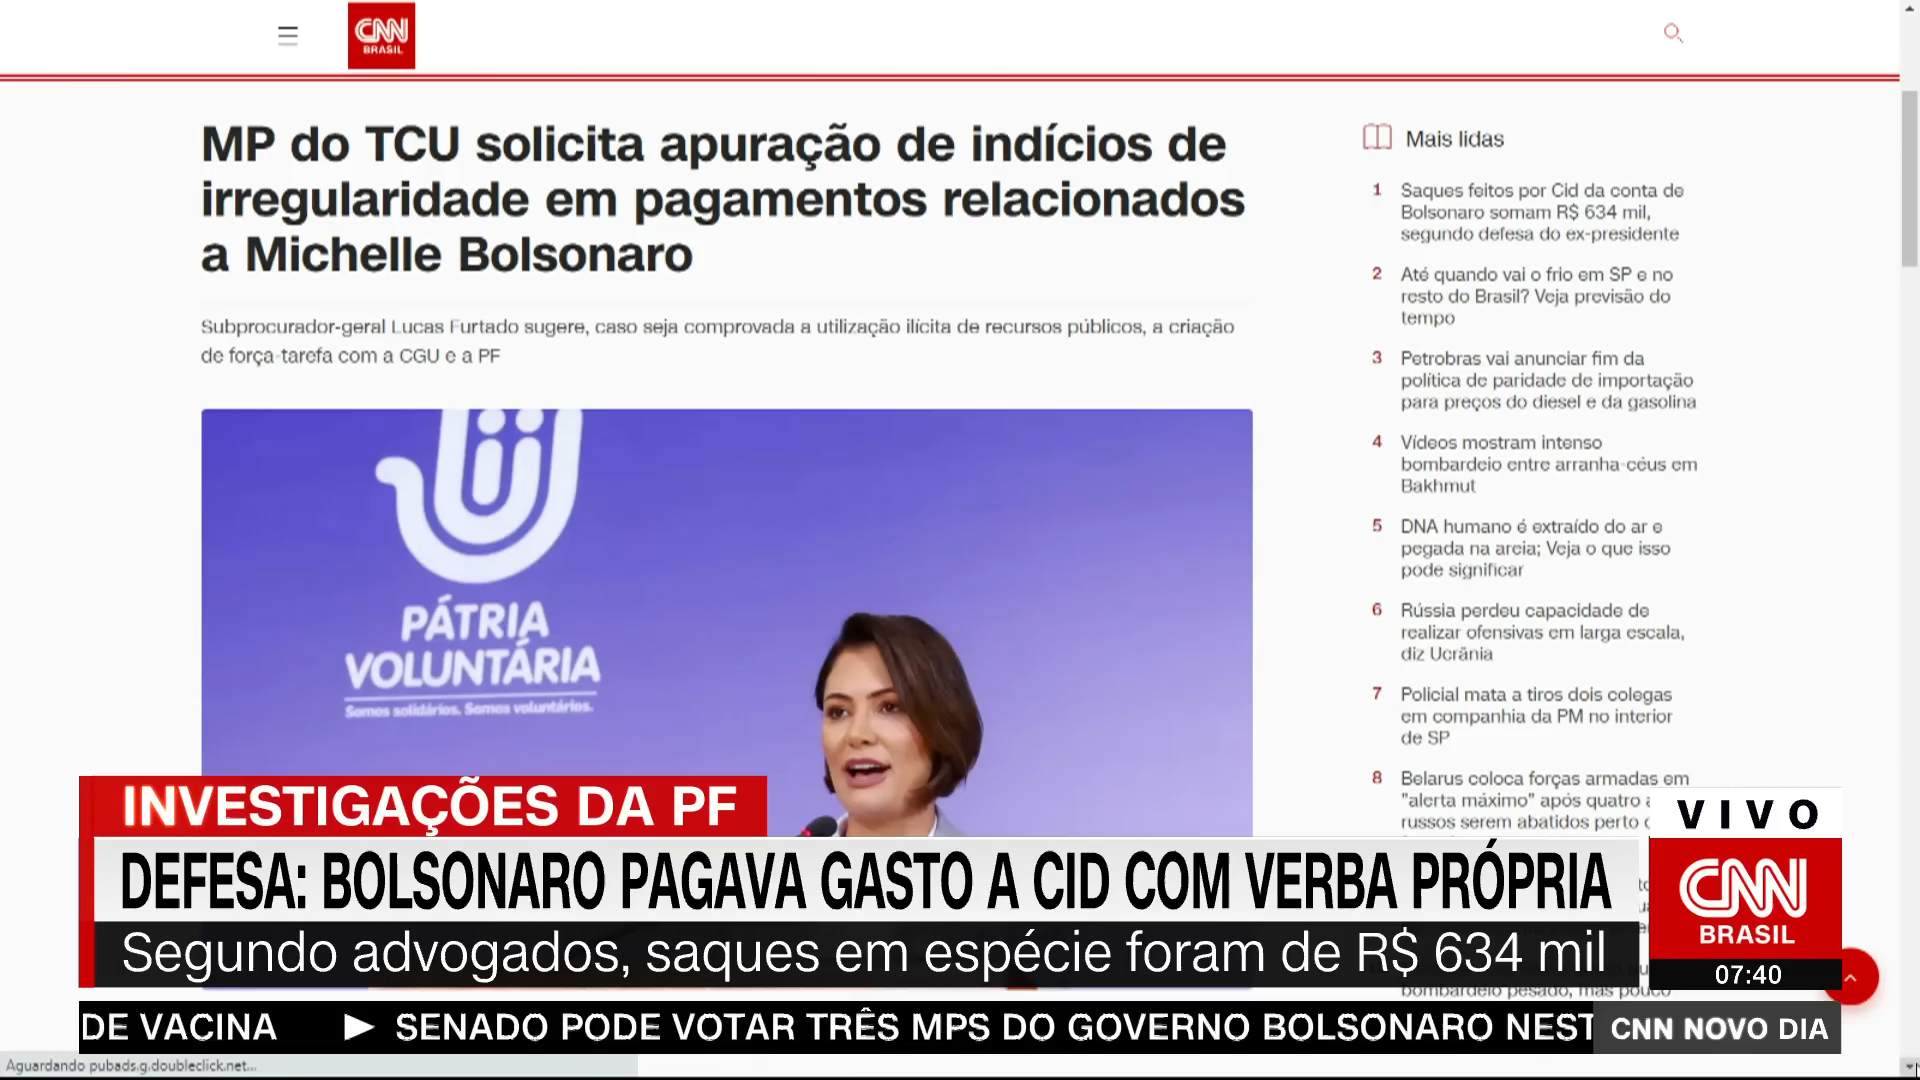 CNN
BRASIL
MP do TCU solicita apuração de indícios de
irregularidade em pagamentos relacionados
a Michelle Bolsonaro
Subprocurador-geral Lucas Furtado sugere, caso seja comprovada a utilização ilícita de recursos públicos, a criação
de força-tarefa com a CGU e a PF
PÁTRIA
VOLUNTÁRIA
Somos solidários. Somos voluntários.
Mais lidas
1 Saques feitos por Cid da conta de
Bolsonaro somam R$ 634 mil,
segundo defesa do ex-presidente
2 Até quando vai o frio em SP e no
resto do Brasil? Veja previsão do
tempo
3 Petrobras vai anunciar fim da
política de paridade de importação
para preços do diesel e da gasolina
4 Vídeos mostram intenso
bombardeio entre arranha-céus em
Bakhmut
5 DNA humano é extraído do ar e
pegada na areia; Veja o que isso
pode significar
6 Rússia perdeu capacidade de
realizar ofensivas em larga escala,
diz Ucrânia
7 Policial mata a tiros dois colegas
em companhia da PM no interior
de SP
8 Belarus coloca forças armadas em
"alerta máximo" após quatro
russos serem abatidos perto
bombardeio pesado, mas pouco
INVESTIGAÇÕES DA PF
DEFESA: BOLSONARO PAGAVA GASTO A CID COM VERBA PRÓPRIA
Segundo advogados, saques em espécie foram de R$ 634 mil
VIVO
CNN
BRASIL
07:40
DE VACINA ▶ SENADO PODE VOTAR TRÊS MPS DO GOVERNO BOLSONARO NEST
CNN NOVO DIA
Aguardando pubads.g.doubleclick.net...